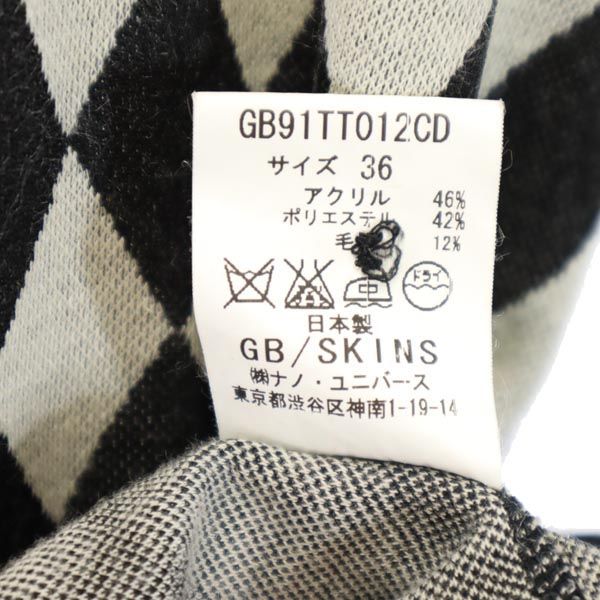 GB91TT012CD
サイズ 36
アクリル 46%
ポリエステル 42%
毛 12%
中 ドライ
日本製
GB/SKINS
㈱ナノ・ユニバース
東京都渋谷区神南1-19-14